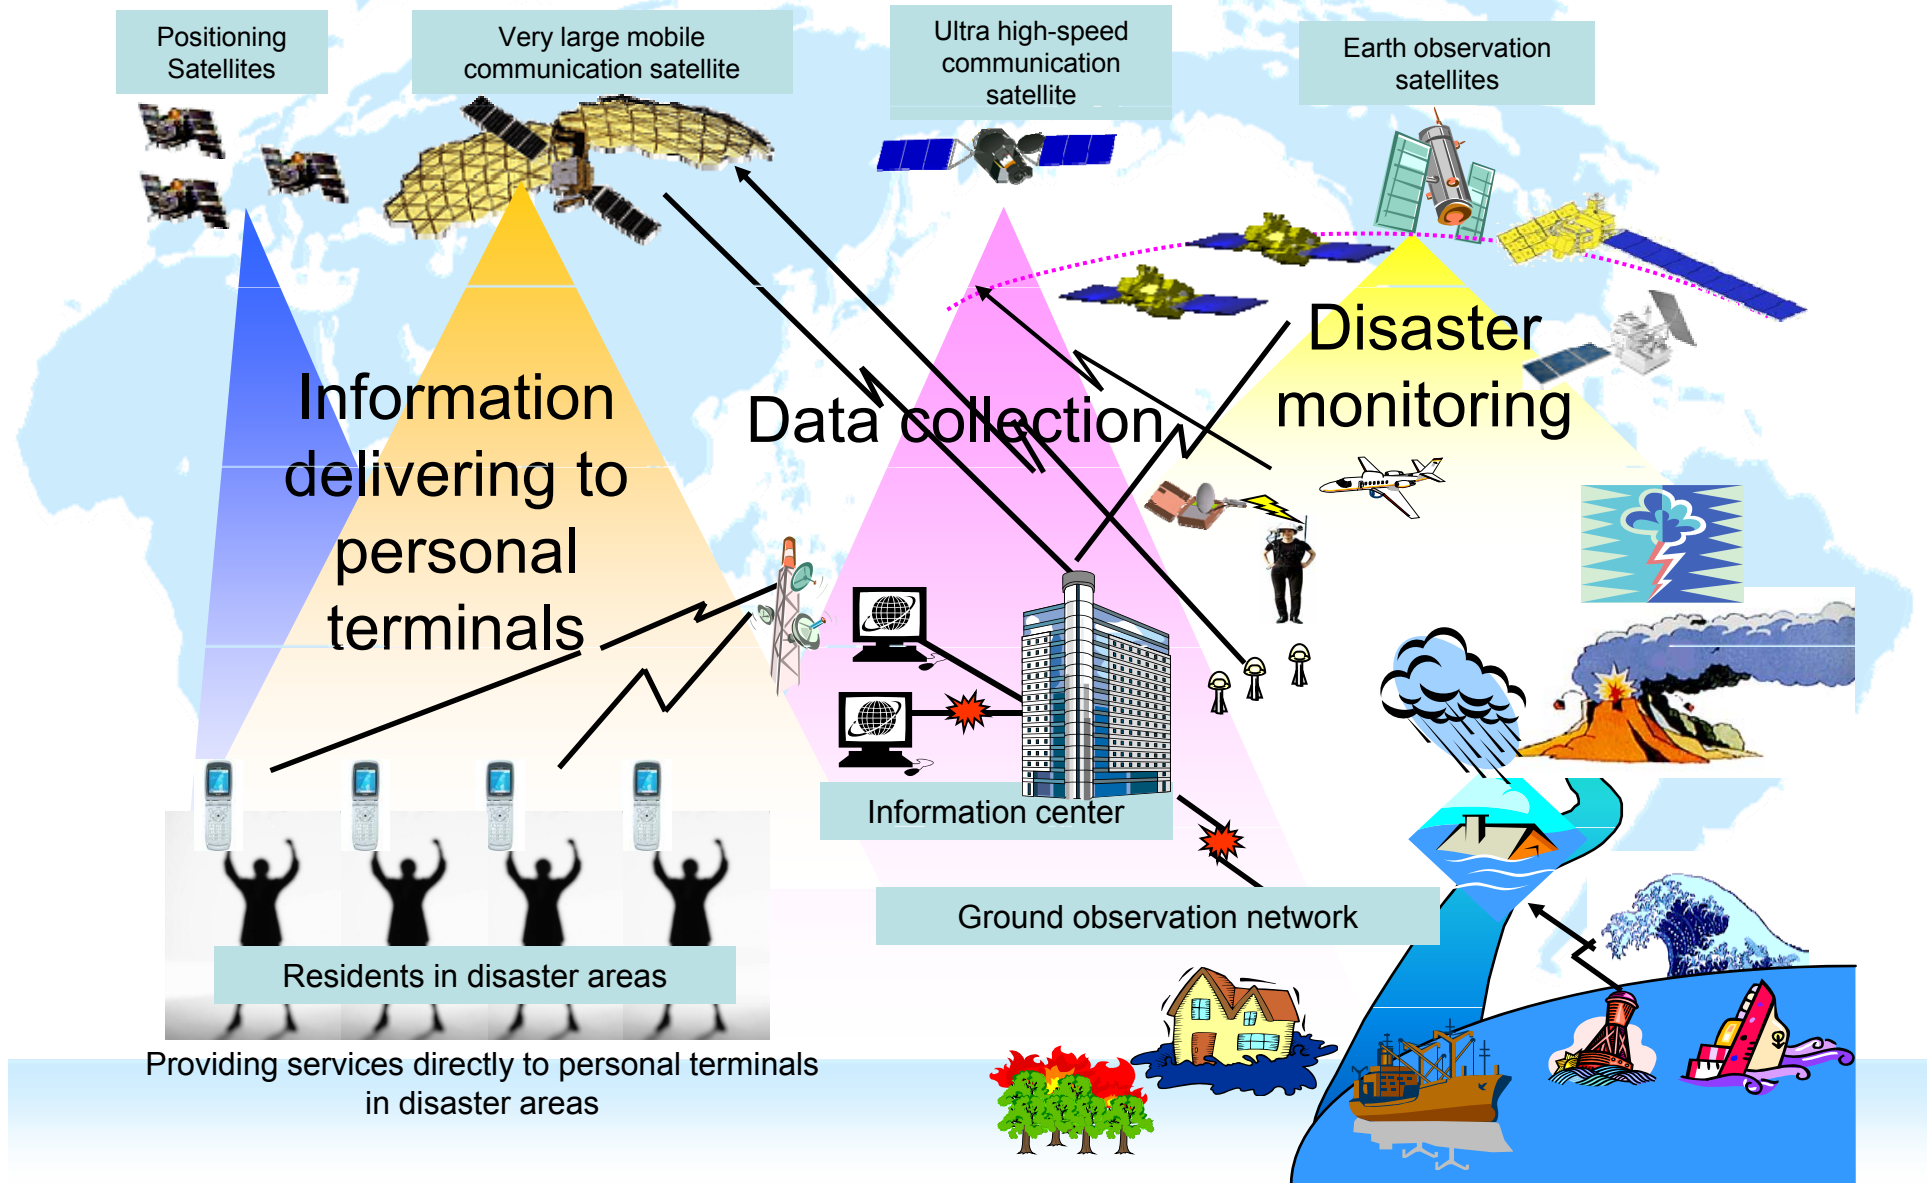 Positioning
Satellites
Very large mobile
communication satellite
Ultra high-speed
communication
satellite
Earth observation
satellites
Disaster
monitoring
Information
delivering to
personal
terminals
Data collection
Information center
Ground observation network
Residents in disaster areas
Providing services directly to personal terminals
in disaster areas